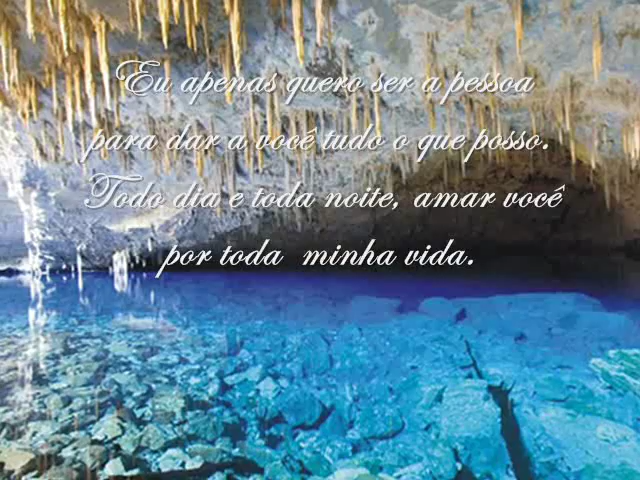 Eu apenas quero ser a pessoa
para dar a você tudo o que posso.
Todo dia e toda noite, amar você
por toda minha vida.